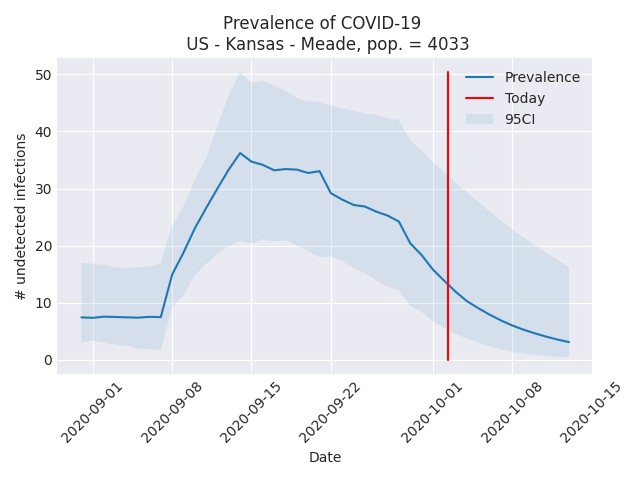 Prevalence of COVID-19
US - Kansas - Meade, pop. = 4033
Prevalence
Today
95CI
50
40
30
20
10
0
# undetected infections
2020-09-01
2020-09-08
2020-09-15
2020-09-22
2020-10-01
2020-10-08
2020-10-15
Date